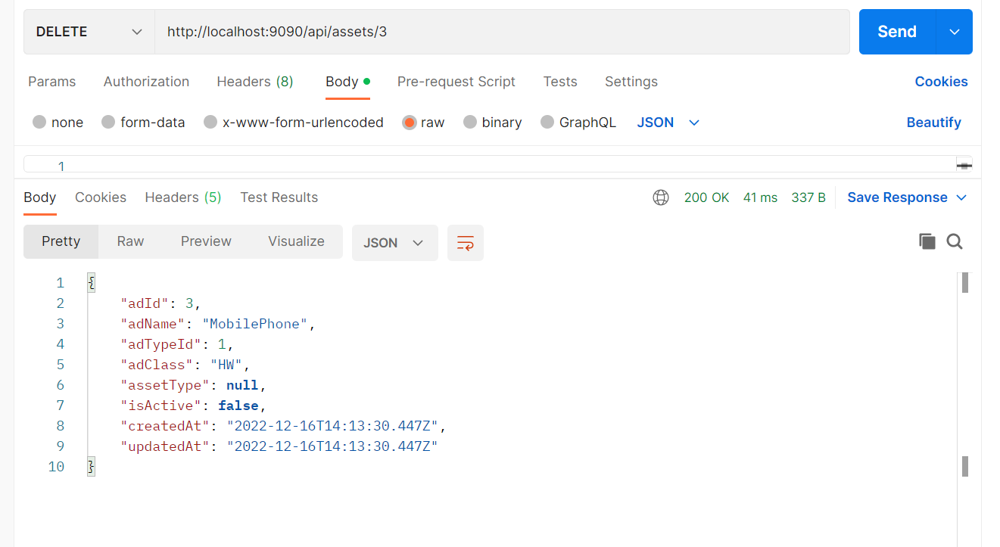 DELETE http://localhost:9090/api/assets/3 Send
Params Authorization Headers (8) Body Pre-request Script Tests Settings Cookies
none form-data x-www-form-urlencoded raw binary GraphQL JSON Beautify
1
Body Cookies Headers (5) Test Results 200 OK 41 ms 337 B Save Response
Pretty Raw Preview Visualize JSON
1 {
2 "adId": 3,
3 "adName": "MobilePhone",
4 "adTypeId": 1,
5 "adClass": "HW",
6 "assetType": null,
7 "isActive": false,
8 "createdAt": "2022-12-16T14:13:30.447Z",
9 "updatedAt": "2022-12-16T14:13:30.447Z"
10 }